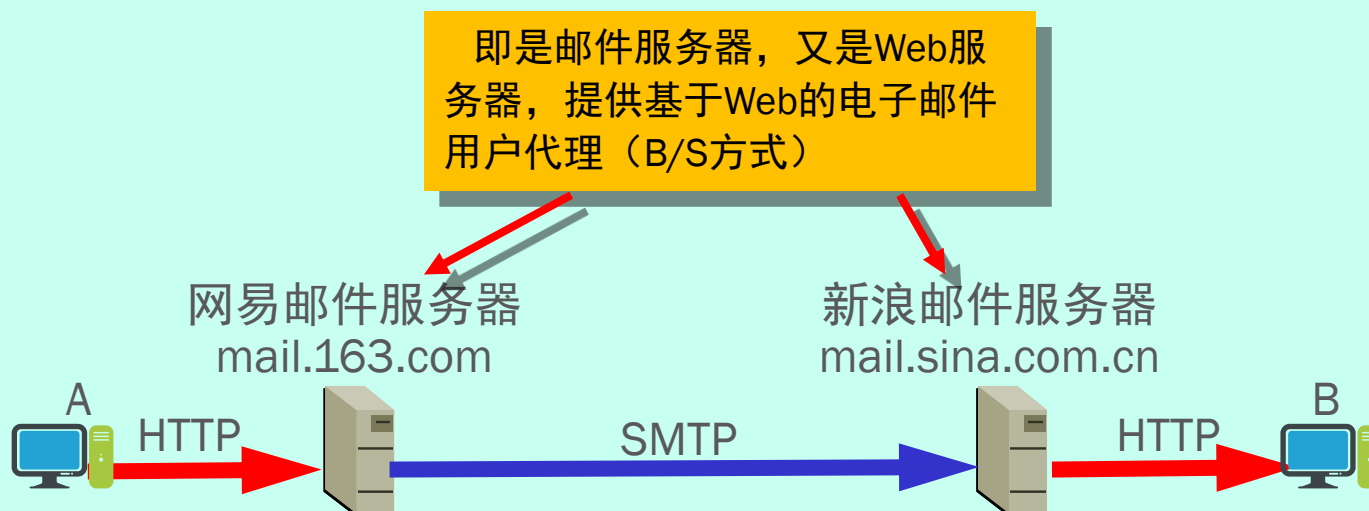 即是邮件服务器，又是Web服
务器，提供基于Web的电子邮件
用户代理（B/S方式）
网易邮件服务器
mail.163.com
新浪邮件服务器
mail.sina.com.cn
A
HTTP
SMTP
HTTP
B